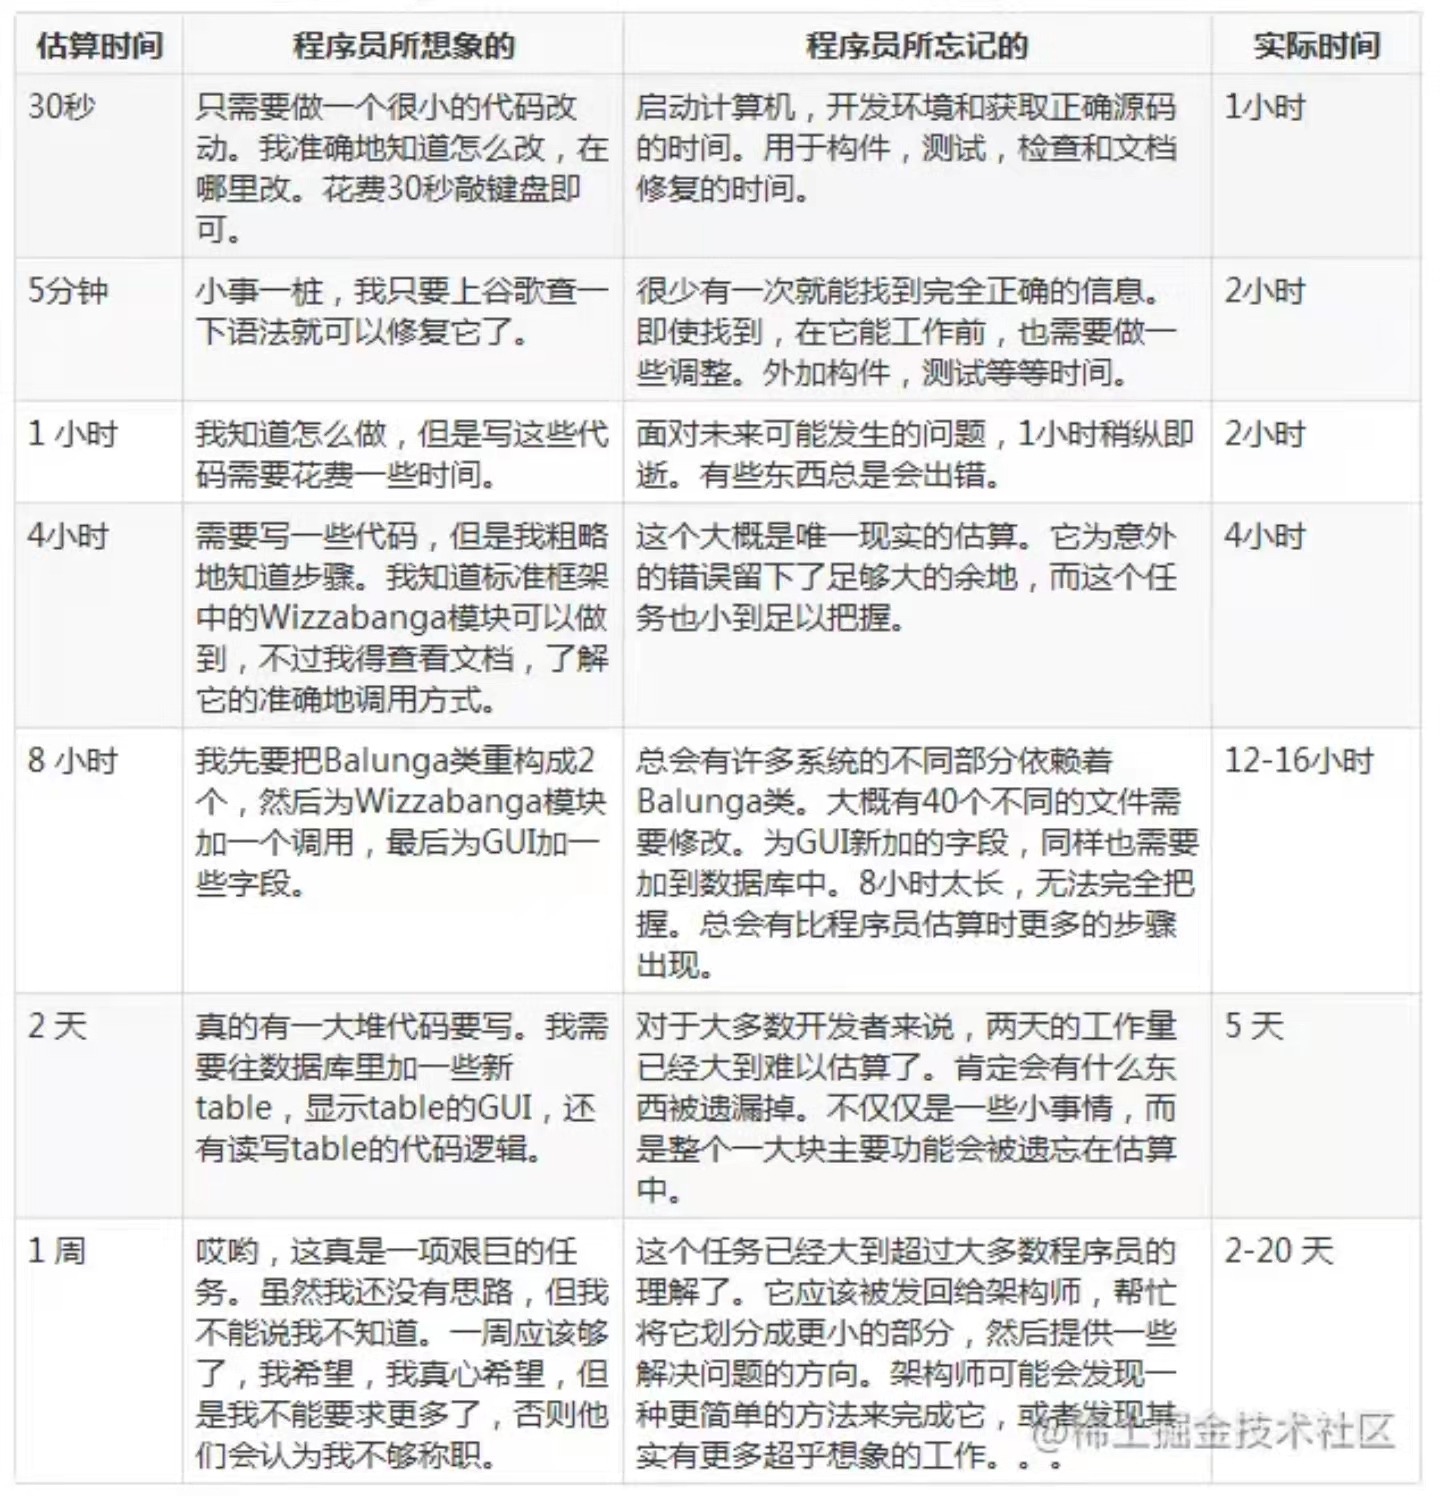 估算时间
程序员所想象的
程序员所忘记的
实际时间
30秒
只需要做一个很小的代码改
动。我准确地知道怎么改，在
哪里改。花费30秒敲键盘即
可。
启动计算机，开发环境和获取正确源码
的时间。用于构件，测试，检查和文档
修复的时间。
1小时
5分钟
小事一桩，我只要上谷歌查一
下语法就可以修复它了。
很少有一次就能找到完全正确的信息。
即使找到，在它能工作前，也需要做一
些调整。外加构件，测试等等时间。
2小时
1 小时
我知道怎么做，但是写这些代
码需要花费一些时间。
面对未来可能发生的问题，1小时稍纵即
逝。有些东西总是会出错。
2小时
4小时
需要写一些代码，但是我粗略
地知道步骤。我知道标准框架
中的Wizzabanga模块可以做
到，不过我得查看文档，了解
它的准确地调用方式。
这个大概是唯一现实的估算。它为意外
的错误留下了足够大的余地，而这个任
务也小到足以把握。
4小时
8 小时
我先要把Balunga类重构成2
个，然后为Wizzabanga模块
加一个调用，最后为GUI加一
些字段。
总会有许多系统的不同部分依赖着
Balunga类。大概有40个不同的文件需
要修改。为GUI新加的字段，同样也需要
加到数据库中。8小时太长，无法完全把
握。总会有比程序员估算时更多的步骤
出现。
12-16小时
2 天
真的有一大堆代码要写。我需
要往数据库里加一些新
table，显示table的GUI，还
有读写table的代码逻辑。
对于大多数开发者来说，两天的工作量
已经大到难以估算了。肯定会有什么东
西被遗漏掉。不仅仅是一些小事情，而
是整个一大块主要功能会被遗忘在估算
中。
5 天
1 周
哎哟，这真是一项艰巨的任
务。虽然我还没有思路，但我
不能说我不知道。一周应该够
了，我希望，我真心希望，但
是我不能要求更多了，否则他
们会认为我不够称职。
这个任务已经大到超过大多数程序员的
理解了。它应该被发回给架构师，帮忙
将它划分成更小的部分，然后提供一些
解决问题的方向。架构师可能会发现一
种更简单的方法来完成它，或者发现其
实有更多超乎想象的工作。。。
2-20 天
@稀土掘金技术社区